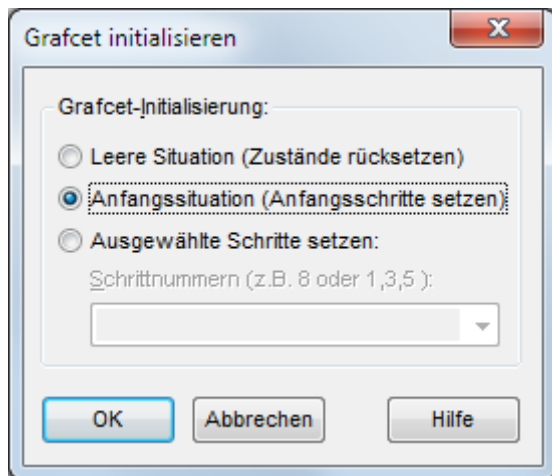 Grafcet initialisieren
Grafcet-Initialisierung:
Leere Situation (Zustände rücksetzen)
Anfangssituation (Anfangsschritte setzen)
Ausgewählte Schritte setzen:
Schrittnummern (z.B. 8 oder 1,3,5 ):
OK Abbrechen Hilfe